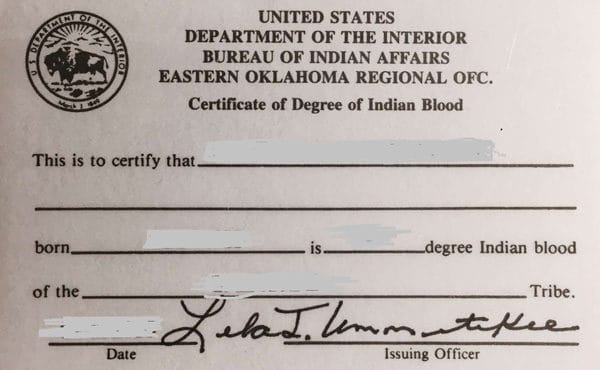 UNITED STATES
DEPARTMENT OF THE INTERIOR
BUREAU OF INDIAN AFFAIRS
EASTERN OKLAHOMA REGIONAL OFC.
Certificate of Degree of Indian Blood
U.S. DEPARTMENT OF THE INTERIOR
March 3, 1849
This is to certify that
born is degree Indian blood
of the Tribe.
Date Issuing Officer